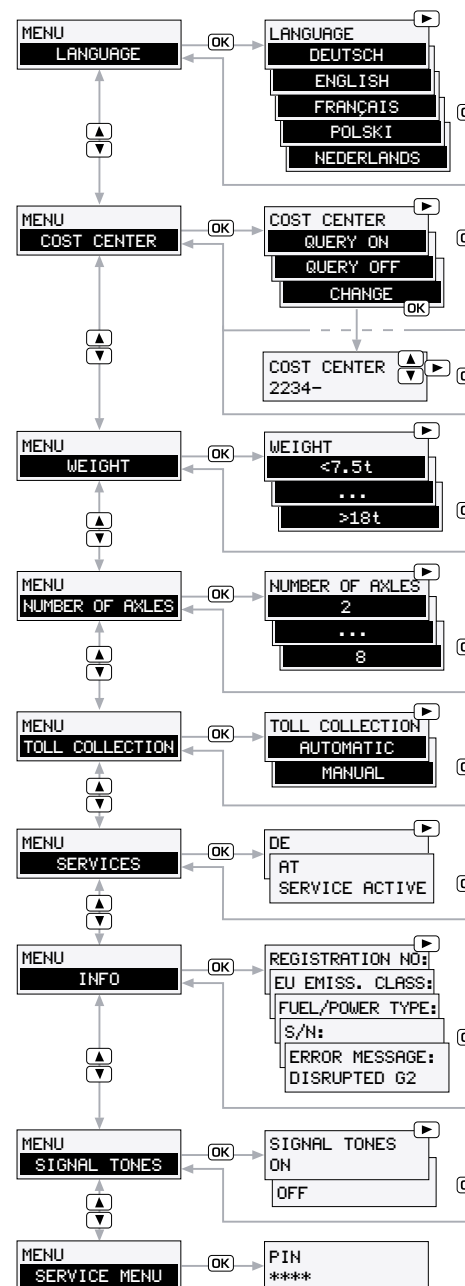 MENU
LANGUAGE
OK
LANGUAGE
DEUTSCH
ENGLISH
FRANÇAIS
POLSKI
NEDERLANDS
MENU
COST CENTER
OK
COST CENTER
QUERY ON
QUERY OFF
CHANGE
OK
COST CENTER
2234-
MENU
WEIGHT
OK
WEIGHT
<7.5t
...
>18t
MENU
NUMBER OF AXLES
OK
NUMBER OF AXLES
2
...
8
MENU
TOLL COLLECTION
OK
TOLL COLLECTION
AUTOMATIC
MANUAL
MENU
SERVICES
OK
DE
AT
SERVICE ACTIVE
MENU
INFO
OK
REGISTRATION NO:
EU EMISS. CLASS:
FUEL/POWER TYPE:
S/N:
ERROR MESSAGE:
DISRUPTED G2
MENU
SIGNAL TONES
OK
SIGNAL TONES
ON
OFF
MENU
SERVICE MENU
OK
PIN
****